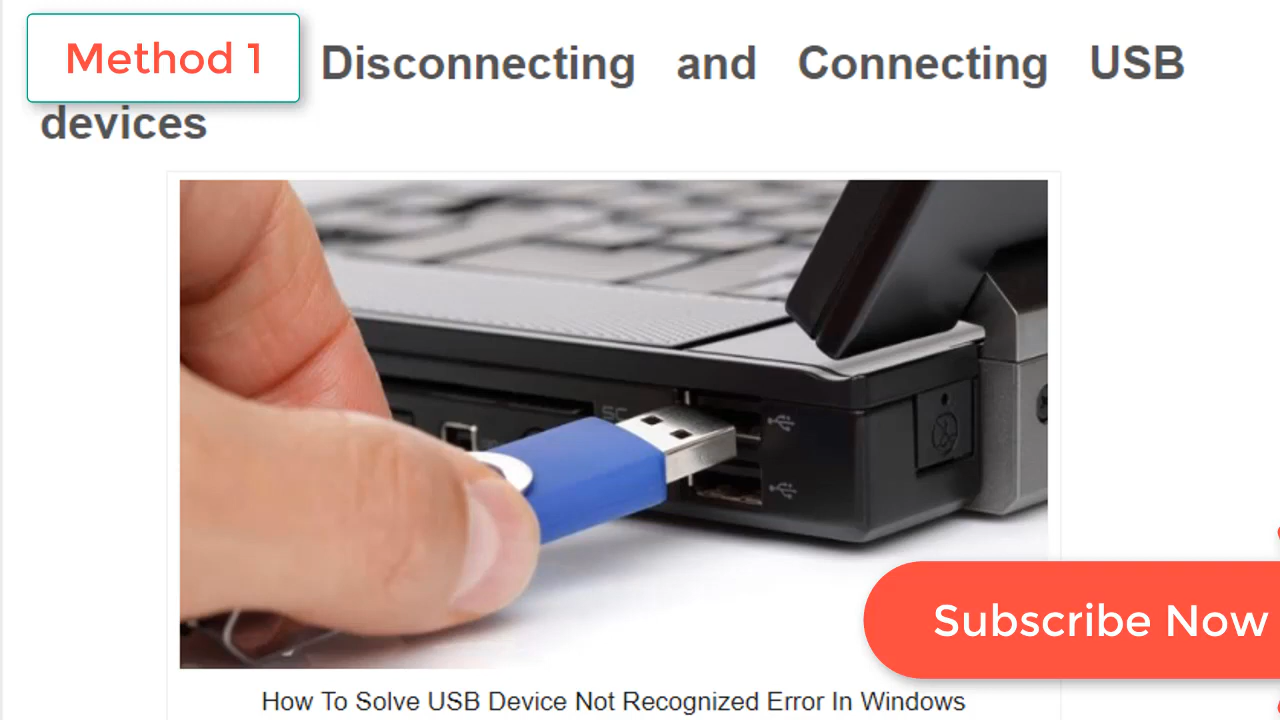 Method 1 Disconnecting and Connecting USB
devices
SC
How To Solve USB Device Not Recognized Error In Windows
Subscribe Now